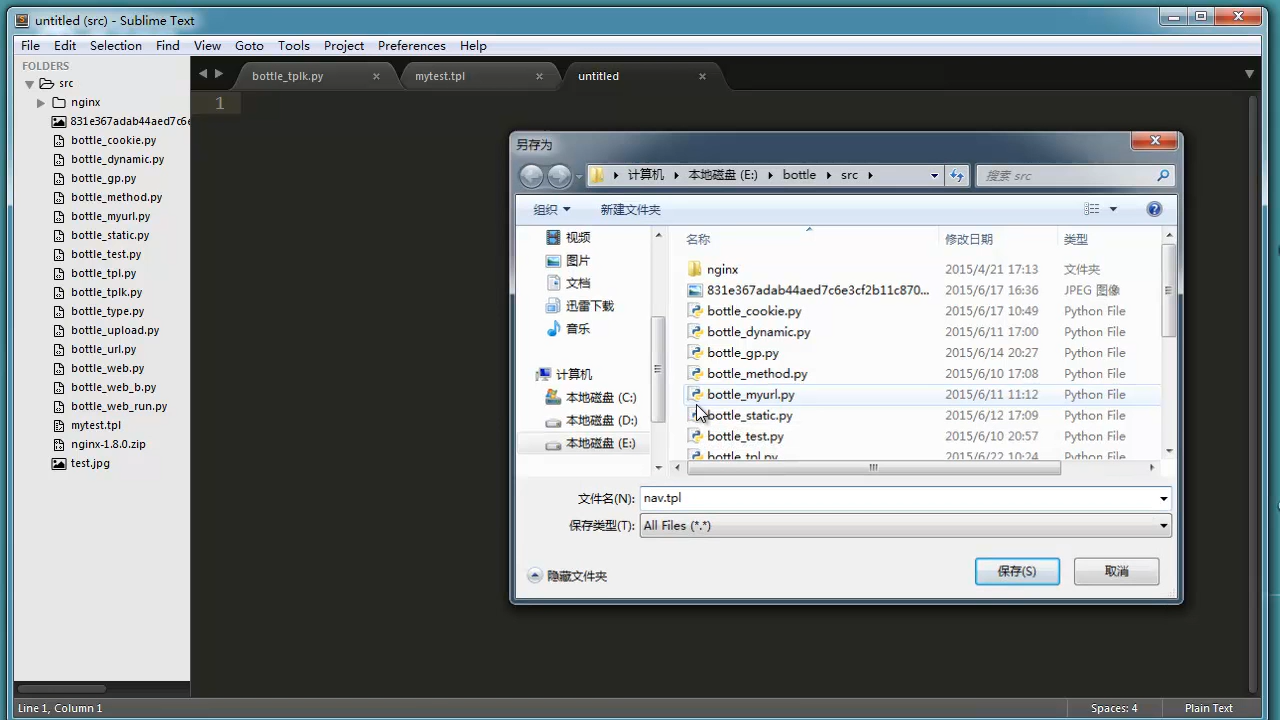 untitled (src) - Sublime Text
File Edit Selection Find View Goto Tools Project Preferences Help
FOLDERS
src
nginx
831e367adab44aed7c6e
bottle_cookie.py
bottle_dynamic.py
bottle_gp.py
bottle_method.py
bottle_myurl.py
bottle_static.py
bottle_test.py
bottle_tpl.py
bottle_tplk.py
bottle_type.py
bottle_upload.py
bottle_url.py
bottle_web.py
bottle_web_b.py
bottle_web_run.py
mytest.tpl
nginx-1.8.0.zip
test.jpg
bottle_tplk.py mytest.tpl untitled
1
另存为
计算机 本地磁盘 (E:) bottle src
搜索 src
组织 新建文件夹
视频
图片
文档
迅雷下载
音乐
计算机
本地磁盘 (C:)
本地磁盘 (D:)
本地磁盘 (E:)
名称 修改日期 类型
nginx 2015/4/21 17:13 文件夹
831e367adab44aed7c6e3cf2b11c870... 2015/6/17 16:36 JPEG 图像
bottle_cookie.py 2015/6/17 10:49 Python File
bottle_dynamic.py 2015/6/11 17:00 Python File
bottle_gp.py 2015/6/14 20:27 Python File
bottle_method.py 2015/6/10 17:08 Python File
bottle_myurl.py 2015/6/11 11:12 Python File
bottle_static.py 2015/6/12 17:09 Python File
bottle_test.py 2015/6/10 20:57 Python File
bottle_tpl.py 2015/6/22 10:24 Python File
文件名(N): nav.tpl
保存类型(T): All Files (*.*)
隐藏文件夹 保存(S) 取消
Line 1, Column 1 Spaces: 4 Plain Text